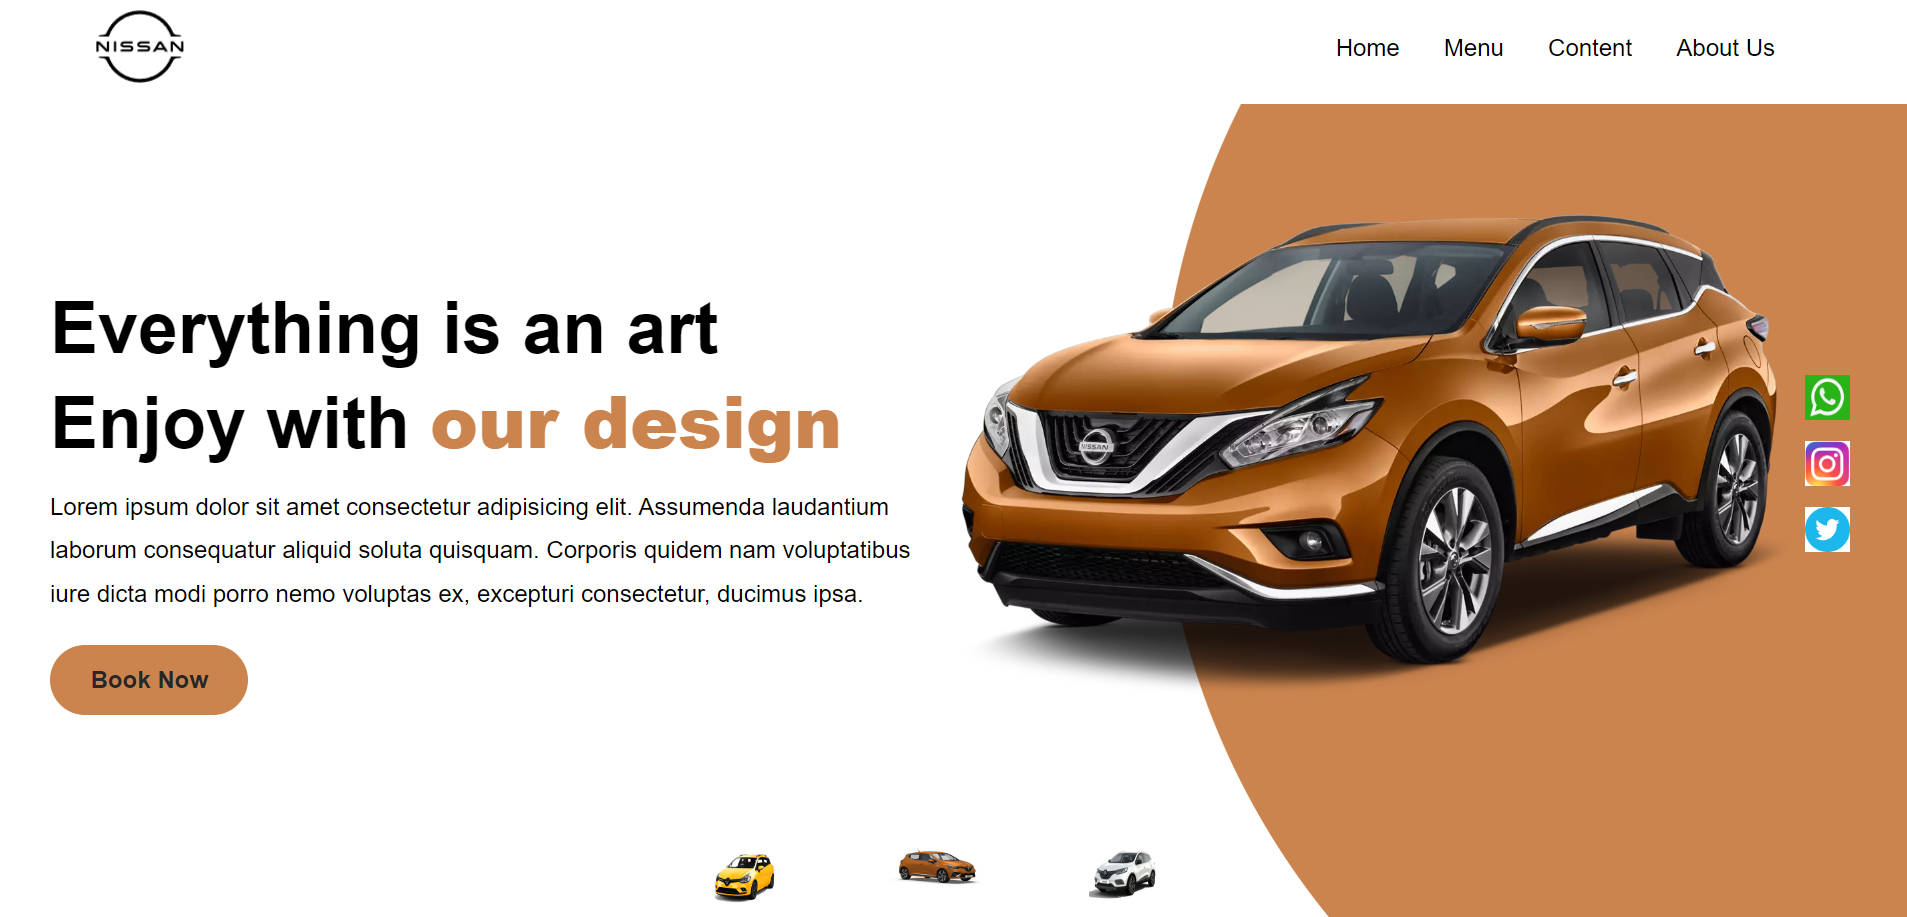 NISSAN
Home Menu Content About Us
Everything is an art
Enjoy with our design
Lorem ipsum dolor sit amet consectetur adipisicing elit. Assumenda laudantium
laborum consequatur aliquid soluta quisquam. Corporis quidem nam voluptatibus
iure dicta modi porro nemo voluptas ex, excepturi consectetur, ducimus ipsa.
Book Now
NISSAN